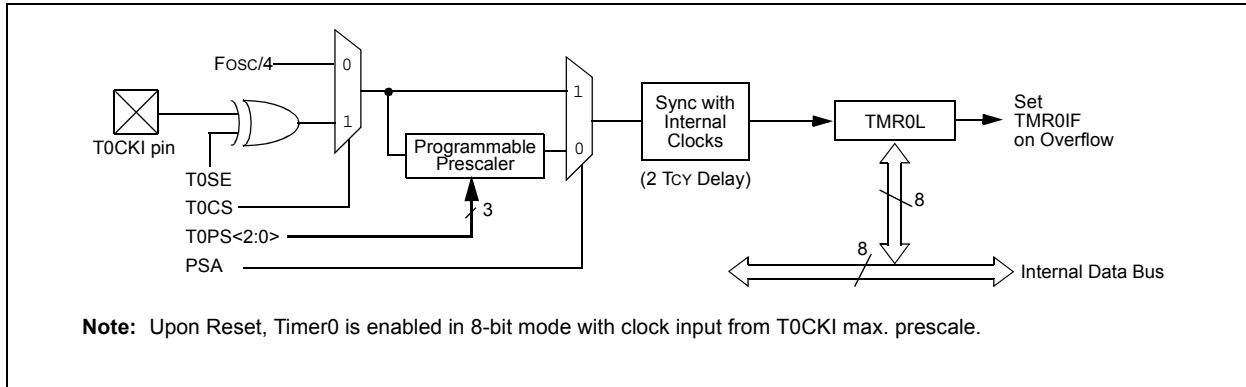 FOSC/4
0
1
T0CKI pin
T0SE
T0CS
T0PS<2:0>
PSA
Programmable
Prescaler
3
1
0
Sync with
Internal
Clocks
(2 TCY Delay)
TMR0L
Set
TMR0IF
on Overflow
8
8
Internal Data Bus
Note: Upon Reset, Timer0 is enabled in 8-bit mode with clock input from T0CKI max. prescale.